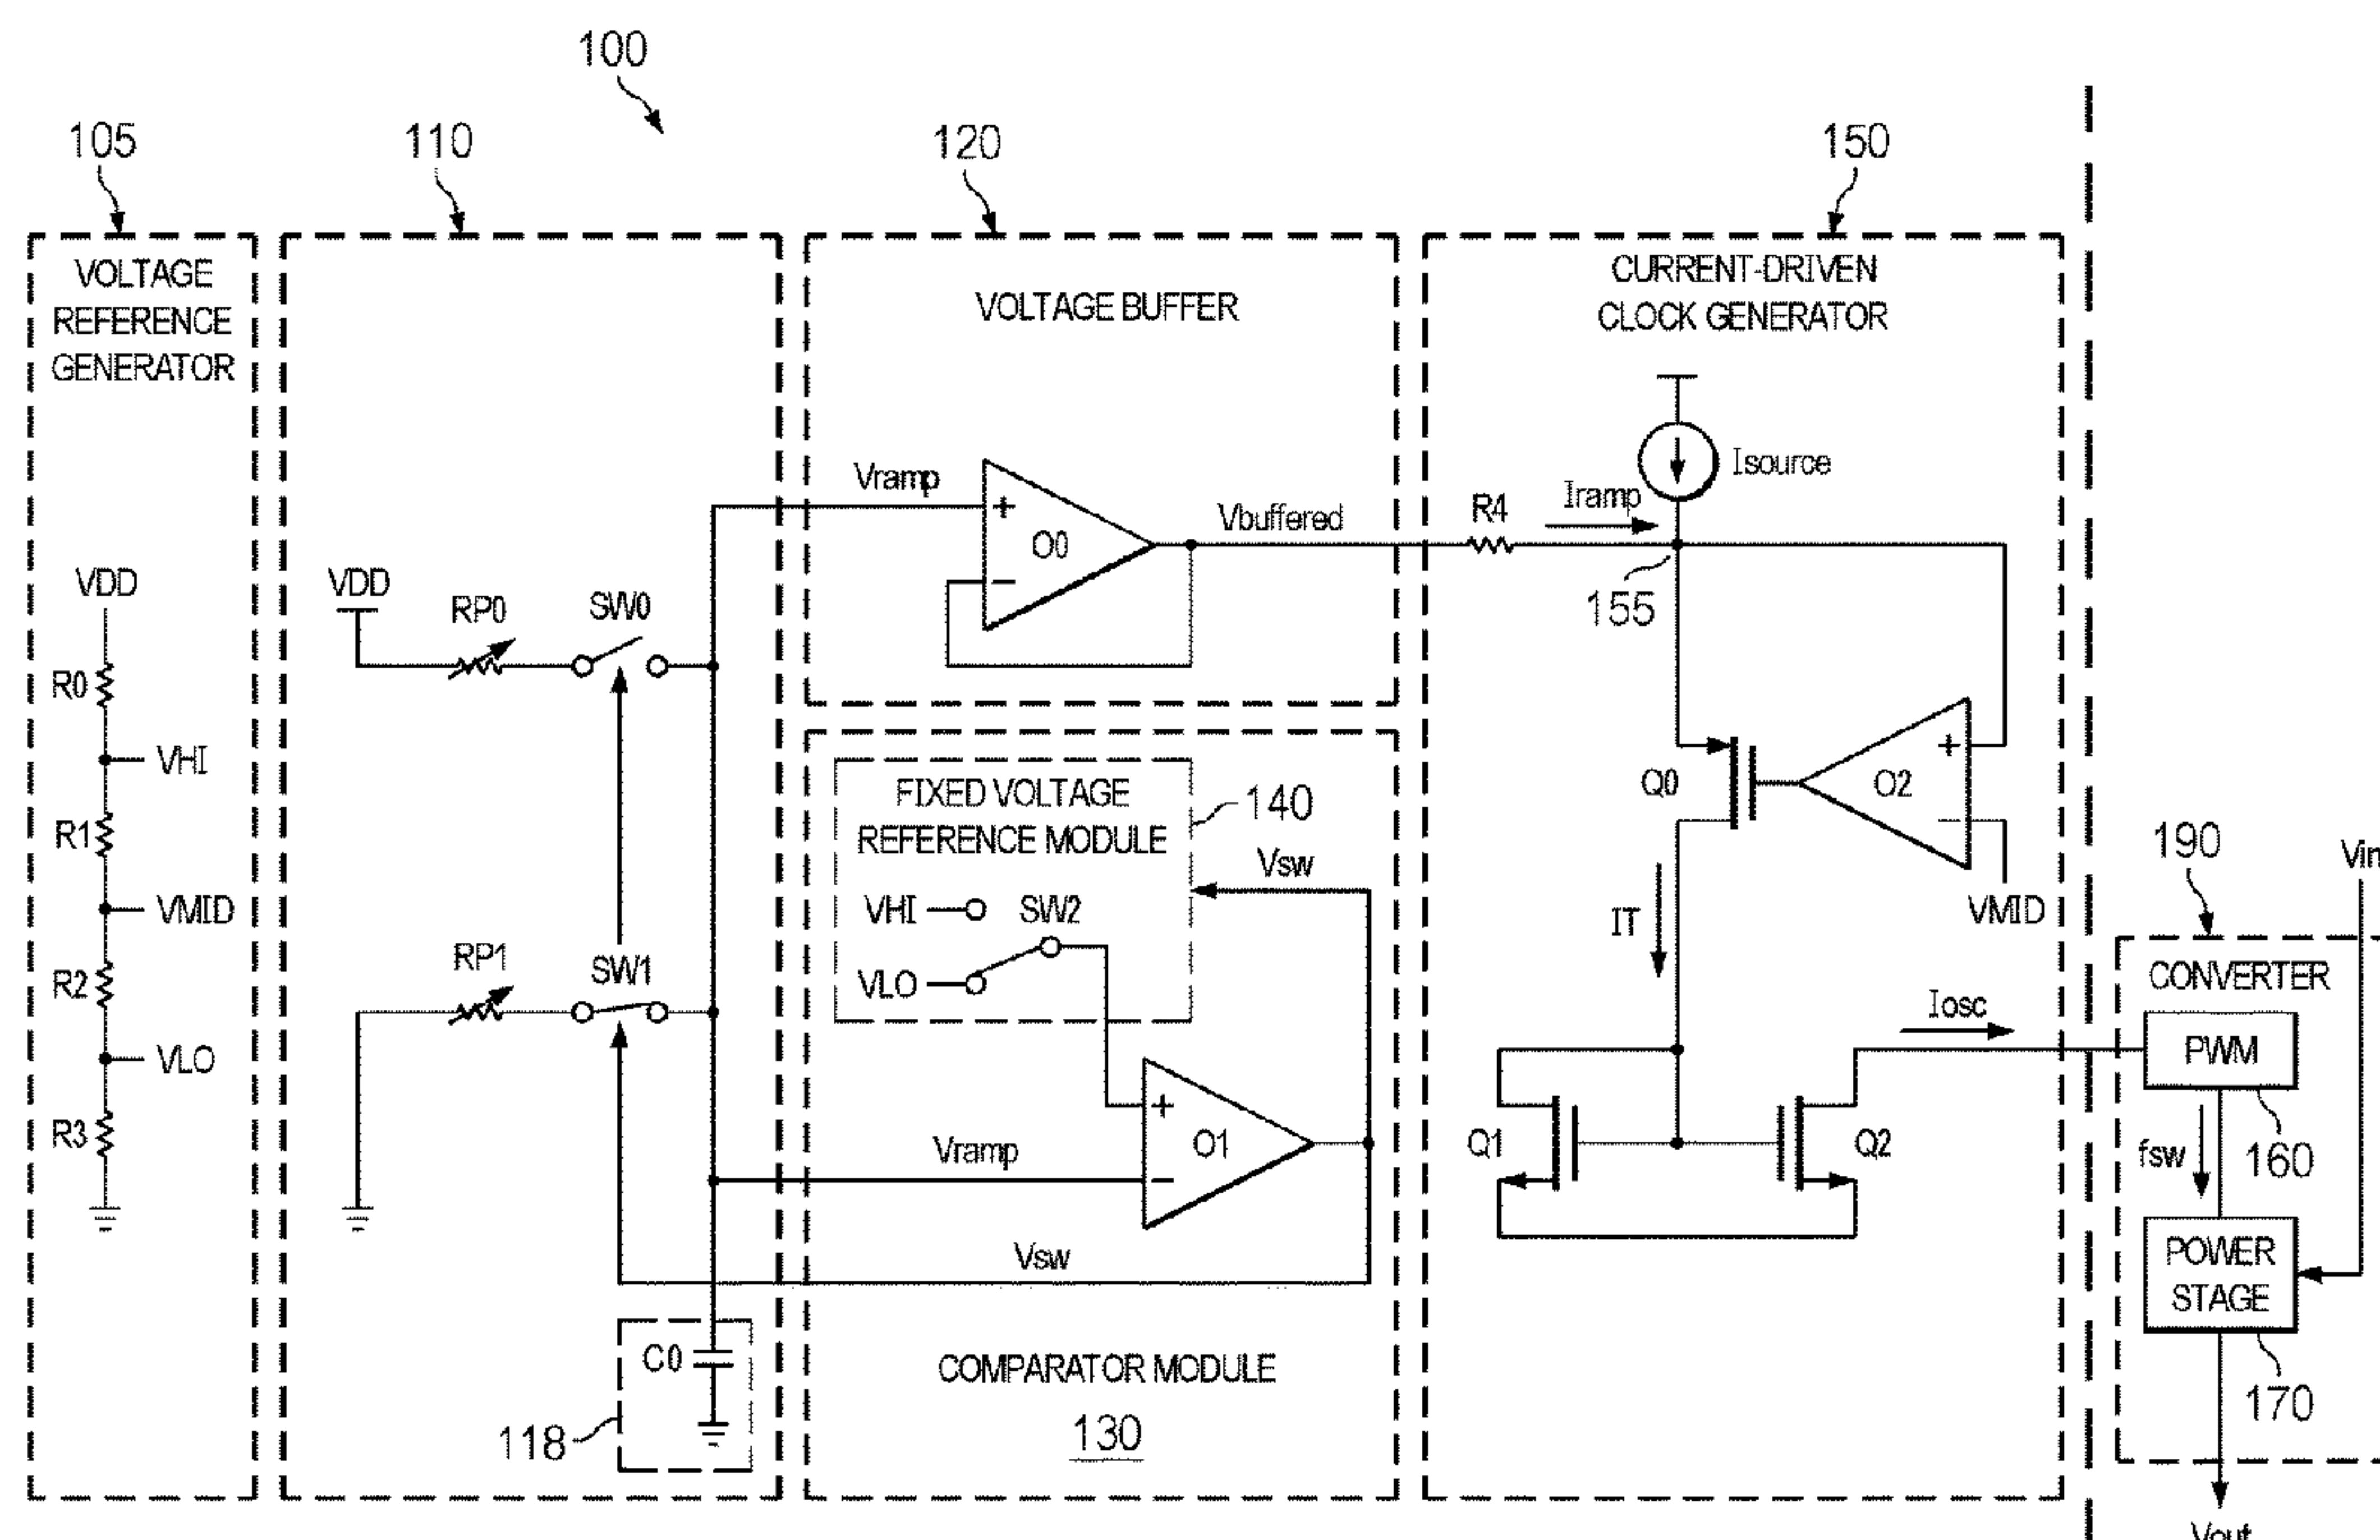 100
105
110
120
150
VOLTAGE
REFERENCE
GENERATOR
VDD
R0
VHI
R1
VMID
R2
VLO
R3
VDD
RP0
SW0
RP1
SW1
C0
118
VOLTAGE BUFFER
Vramp
+
O0
−
Vbuffered
FIXED VOLTAGE
REFERENCE MODULE
140
Vsw
VHI
SW2
VLO
+
O1
−
Vramp
Vsw
COMPARATOR MODULE
130
CURRENT-DRIVEN
CLOCK GENERATOR
Isource
R4
Iramp
155
Q0
+
O2
−
VMID
IT
Iosc
Q1
Q2
190
Vin
CONVERTER
PWM
fsw
160
POWER
STAGE
170
Vout